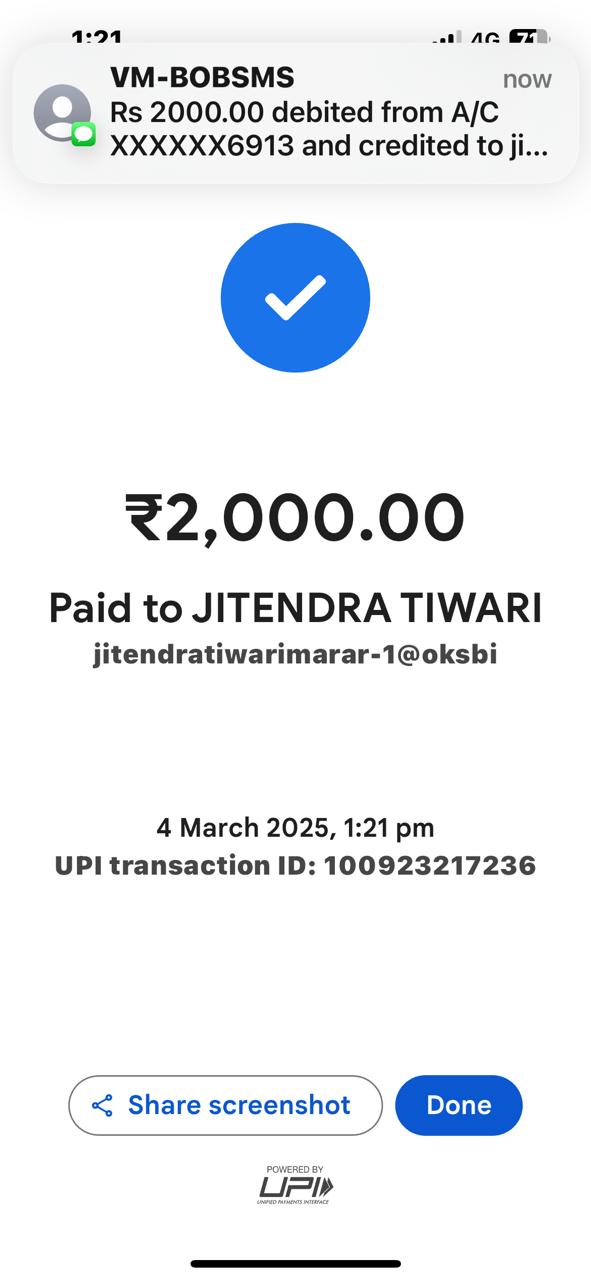 1:21 4G 71
VM-BOBSMS now
Rs 2000.00 debited from A/C
XXXXXX6913 and credited to ji...
₹2,000.00
Paid to JITENDRA TIWARI
jitendratiwarimarar-1@oksbi
4 March 2025, 1:21 pm
UPI transaction ID: 100923217236
Share screenshot Done
POWERED BY
UPI
UNIFIED PAYMENTS INTERFACE